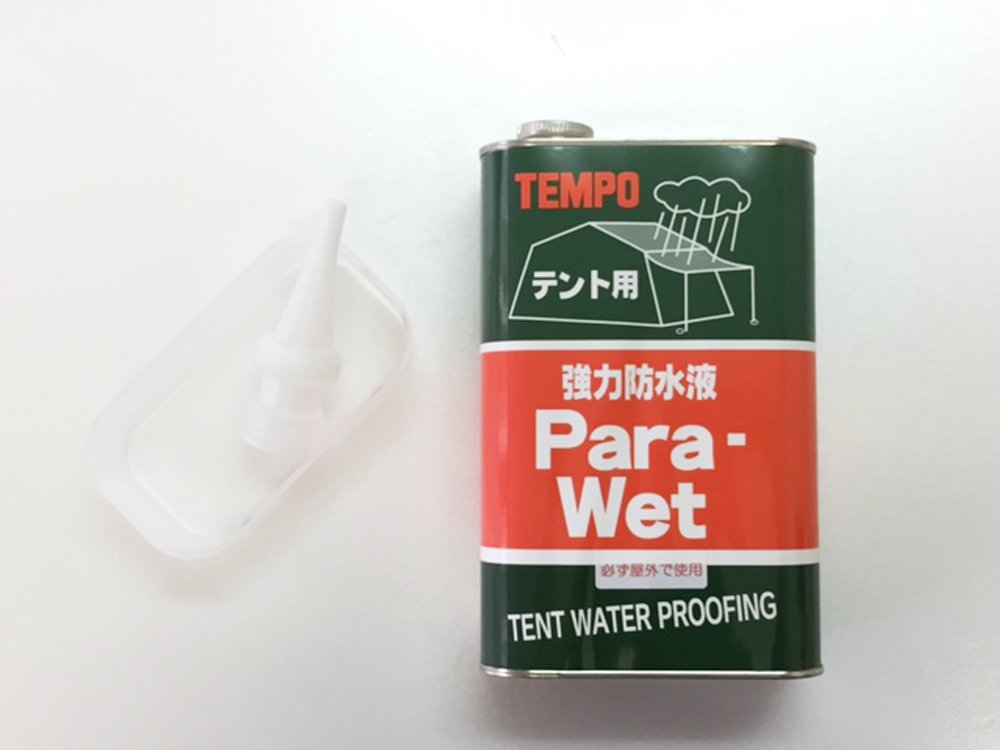 TEMPO
テント用
強力防水液
Para-
Wet
必ず屋外で使用
TENT WATER PROOFING